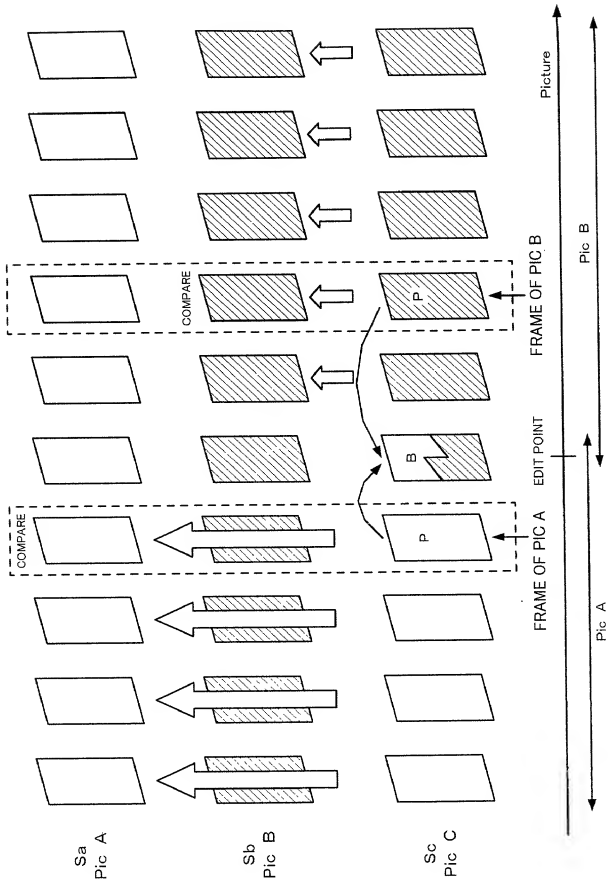 Sa
Pic A
COMPARE
Sb
Pic B
COMPARE
Sc
Pic C
P
B
P
FRAME OF PIC A
EDIT POINT
FRAME OF PIC B
Picture
Pic A
Pic B